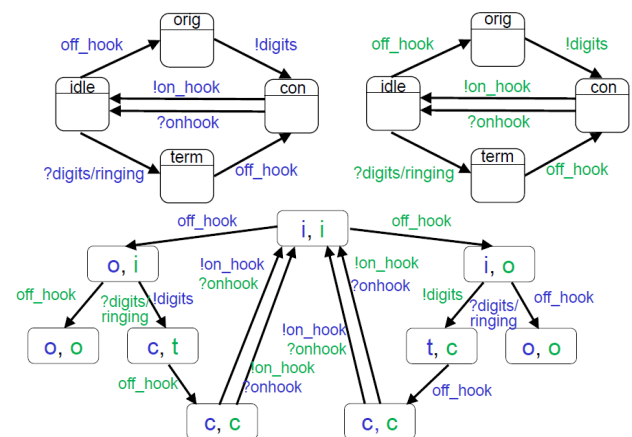 orig
off_hook
!digits
idle
!on_hook
con
?onhook
term
?digits/ringing
off_hook
orig
off_hook
!digits
idle
!on_hook
con
?onhook
term
?digits/ringing
off_hook
off_hook
i, i
off_hook
o, i
!on_hook
?onhook
!on_hook
?onhook
i, o
off_hook
?digits/
ringing
!digits
!digits
?digits/
ringing
off_hook
o, o
c, t
!on_hook
?onhook
!on_hook
?onhook
t, c
o, o
off_hook
off_hook
c, c
c, c